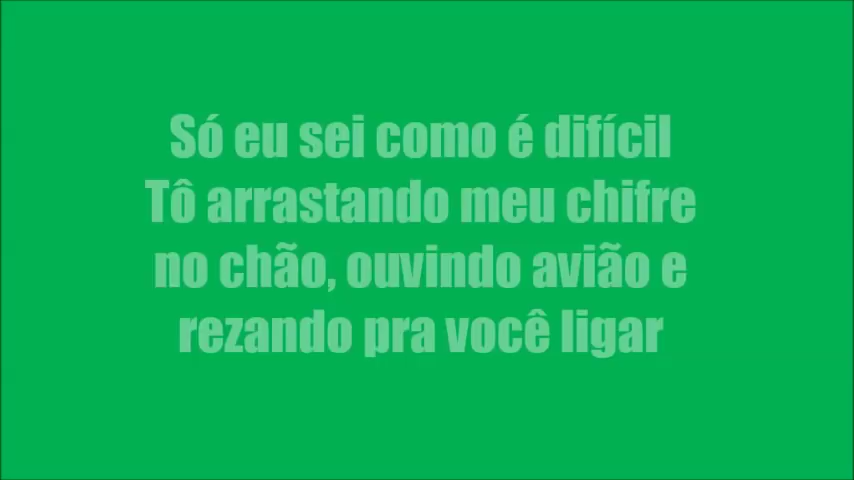 Só eu sei como é difícil
Tô arrastando meu chifre
no chão, ouvindo avião e
rezando pra você ligar